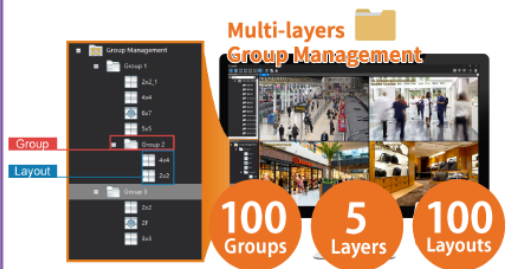 Multi-layers
Group Management
Group Management
Group 1
2x2_1
4x4
6x7
5x5
Group
Group 2
4x4
Layout
2x2
Group 3
2x2
2F
3x3
100
Groups
5
Layers
100
Layouts